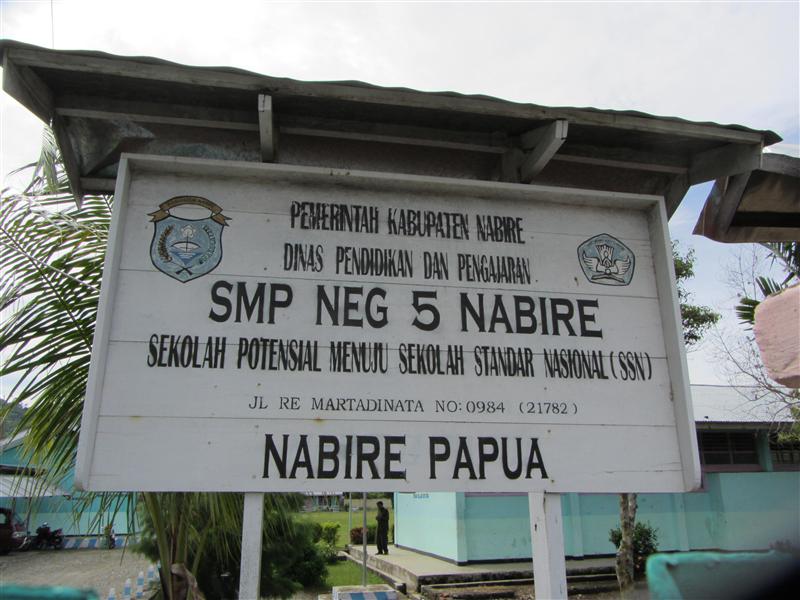 PEMERINTAH KABUPATEN NABIRE
DINAS PENDIDIKAN DAN PENGAJARAN
SMP NEG 5 NABIRE
SEKOLAH POTENSIAL MENUJU SEKOLAH STANDAR NASIONAL (SSN)
JL RE MARTADINATA NO: 0984 (21782)
NABIRE PAPUA